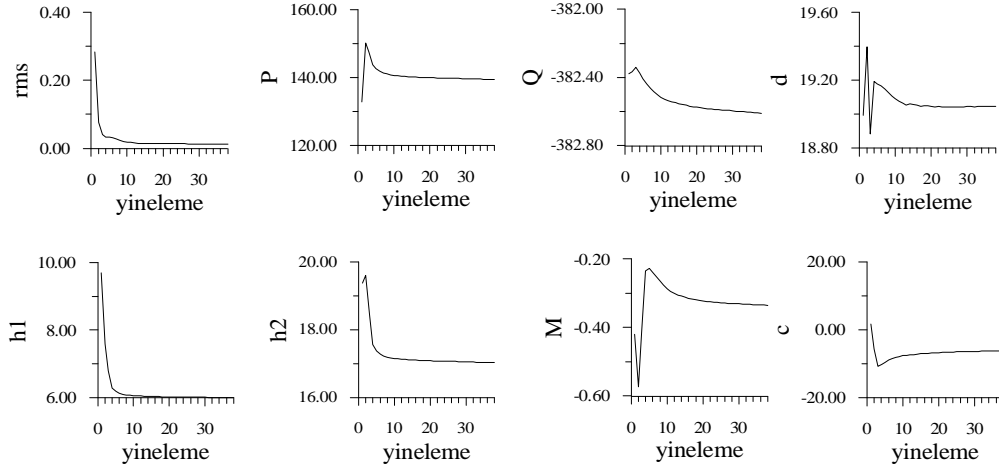 0.40
0.20
0.00
rms
0 10 20 30
yineleme
160.00
140.00
120.00
P
0 10 20 30
yineleme
-382.00
-382.40
-382.80
Q
0 10 20 30
yineleme
19.60
19.20
18.80
d
0 10 20 30
yineleme
10.00
8.00
6.00
h1
0 10 20 30
yineleme
20.00
18.00
16.00
h2
0 10 20 30
yineleme
-0.20
-0.40
-0.60
M
0 10 20 30
yineleme
20.00
0.00
-20.00
c
0 10 20 30
yineleme